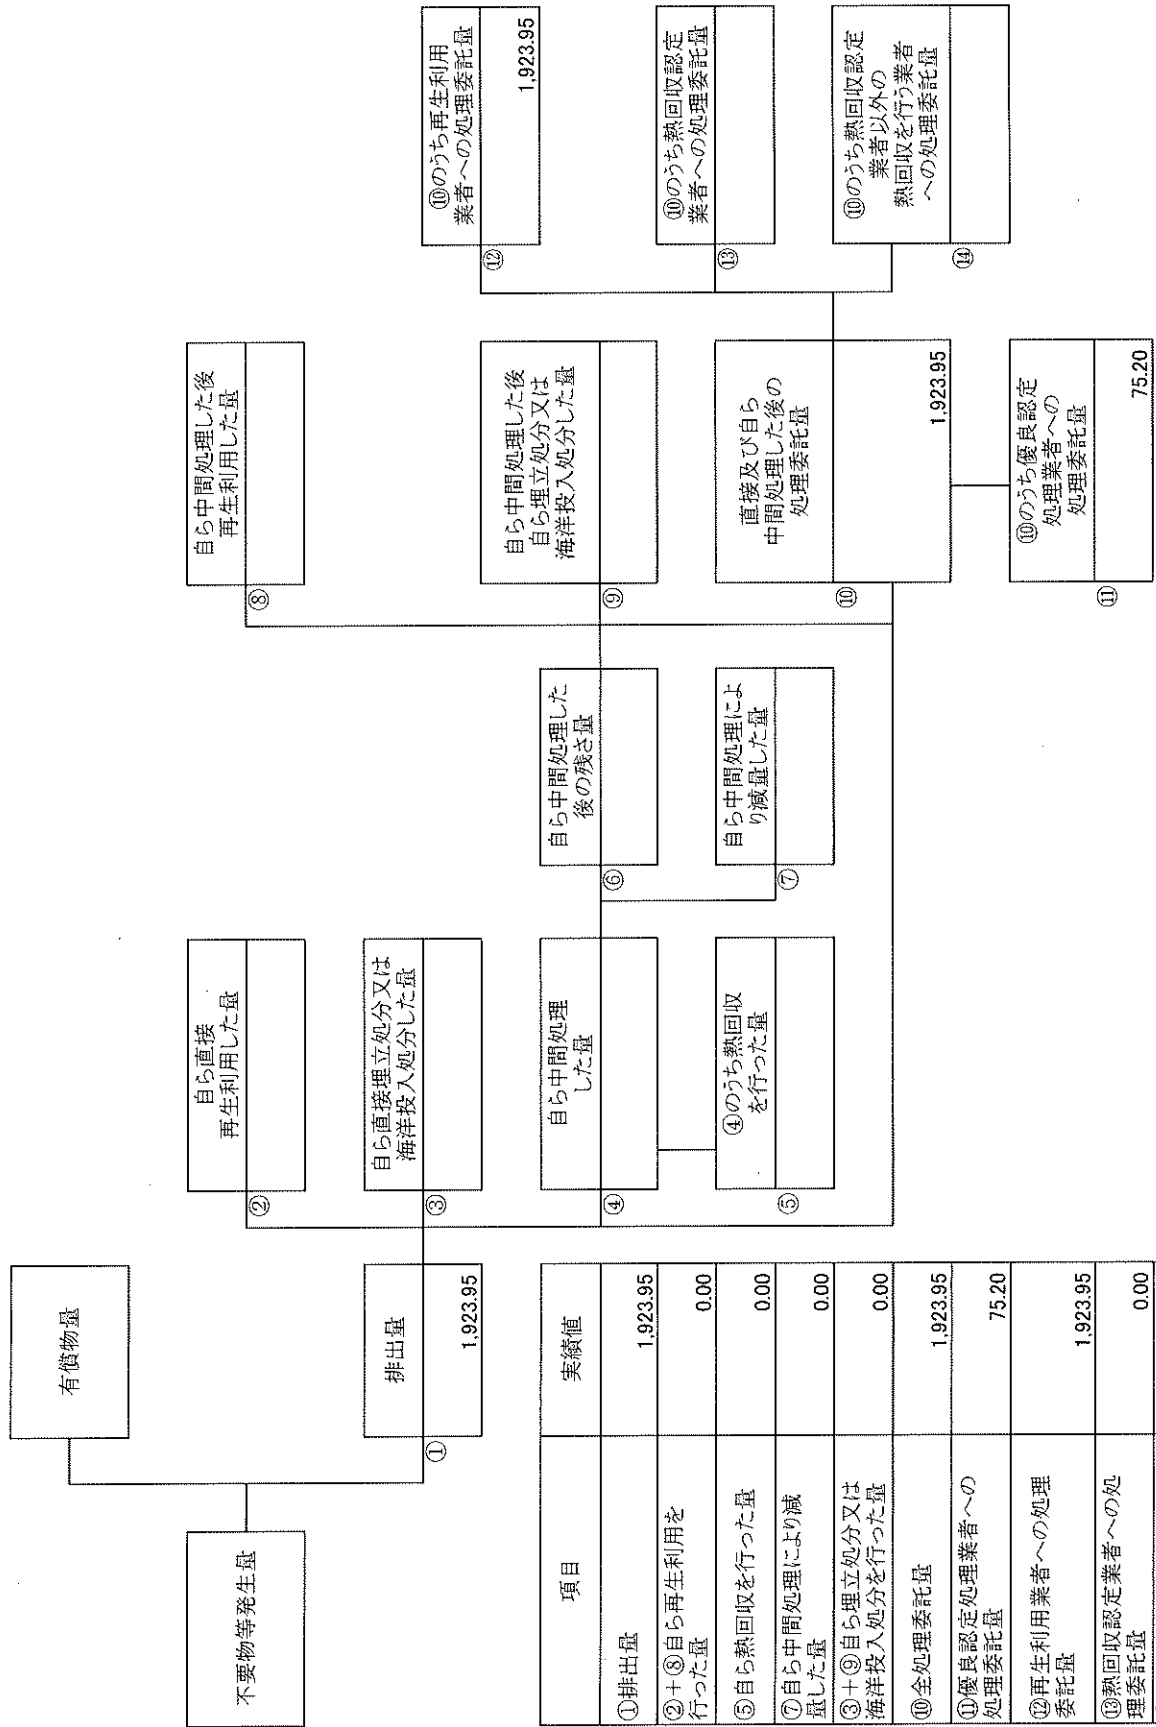 不要物等発生量
有償物量
①
排出量
1,923.95
②
自ら直接
再生利用した量
③
自ら直接埋立処分又は
海洋投入処分した量
④
自ら中間処理
した量
⑤
④のうち熱回収
を行った量
⑥
自ら中間処理した
後の残さ量
⑦
自ら中間処理によ
り減量した量
⑧
自ら中間処理した後
再生利用した量
⑨
自ら中間処理した後
自ら埋立処分又は
海洋投入処分した量
⑩
直接及び自ら
中間処理した後の
処理委託量
1,923.95
⑪
⑩のうち優良認定
処理業者への
処理委託量
75.20
⑫
⑩のうち再生利用
業者への処理委託量
1,923.95
⑬
⑩のうち熱回収認定
業者への処理委託量
⑭
⑩のうち熱回収認定
業者以外の
熱回収を行う業者
への処理委託量
項目 実績値
①排出量 1,923.95
②+⑧自ら再生利用を
行った量 0.00
⑤自ら熱回収を行った量 0.00
⑦自ら中間処理により減
量した量 0.00
③+⑨自ら埋立処分又は
海洋投入処分を行った量 0.00
⑩全処理委託量 1,923.95
⑪優良認定処理業者への
処理委託量 75.20
⑫再生利用業者への処理
委託量 1,923.95
⑬熱回収認定業者への処
理委託量 0.00